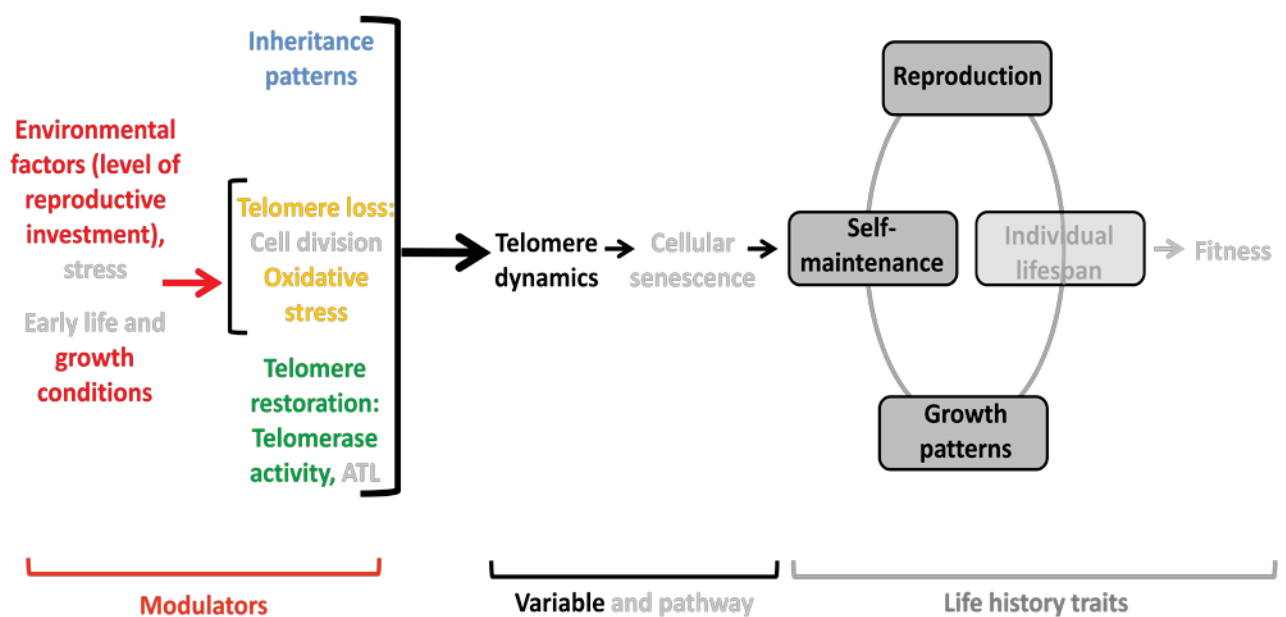 Inheritance
patterns
Environmental
factors (level of
reproductive
investment),
stress
Early life and
growth
conditions
Telomere loss:
Cell division
Oxidative
stress
Telomere
restoration:
Telomerase
activity, ATL
Telomere
dynamics
Cellular
senescence
Reproduction
Self-
maintenance
Individual
lifespan
Growth
patterns
Fitness
Modulators
Variable and pathway
Life history traits